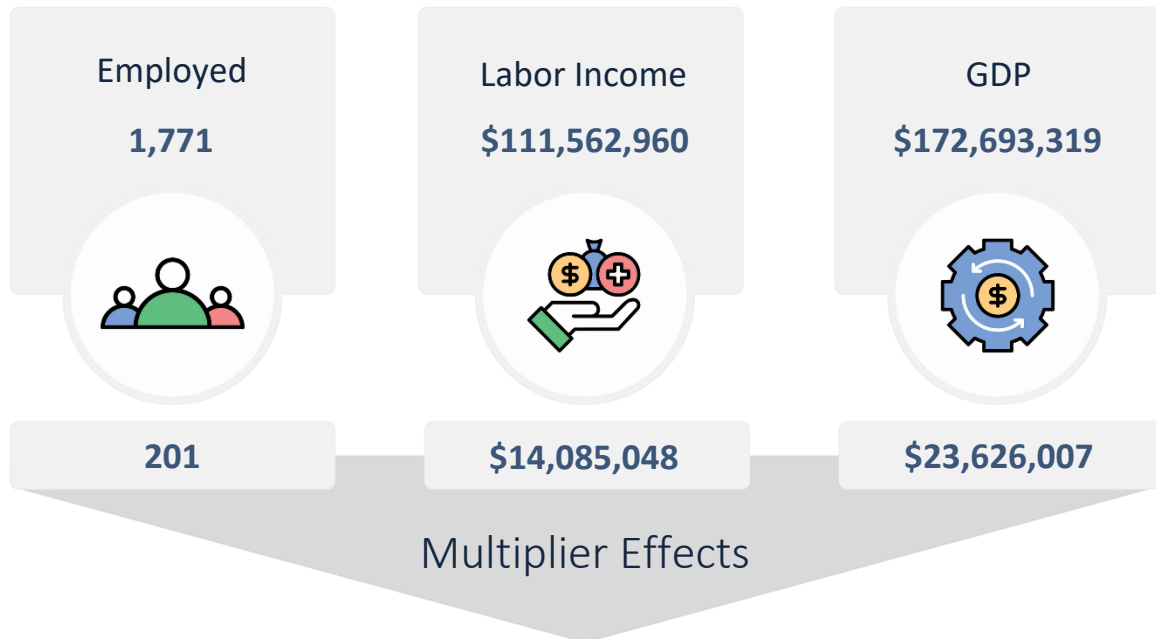 Employed
1,771
Labor Income
$111,562,960
GDP
$172,693,319
$
$
201
$14,085,048
$23,626,007
Multiplier Effects